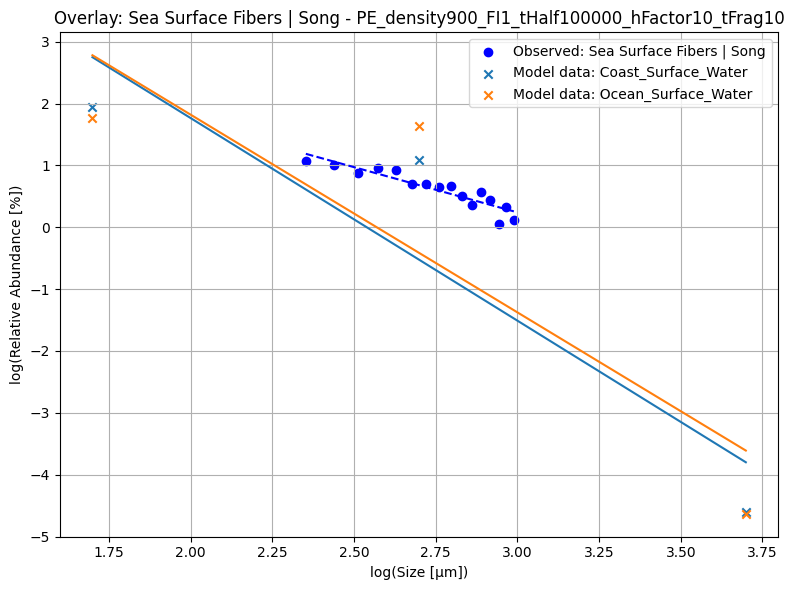 Overlay: Sea Surface Fibers | Song - PE_density900_FI1_tHalf100000_hFactor10_tFrag10
Observed: Sea Surface Fibers | Song
Model data: Coast_Surface_Water
Model data: Ocean_Surface_Water
log(Relative Abundance [%])
3
2
1
0
−1
−2
−3
−4
−5
1.75 2.00 2.25 2.50 2.75 3.00 3.25 3.50 3.75
log(Size [µm])